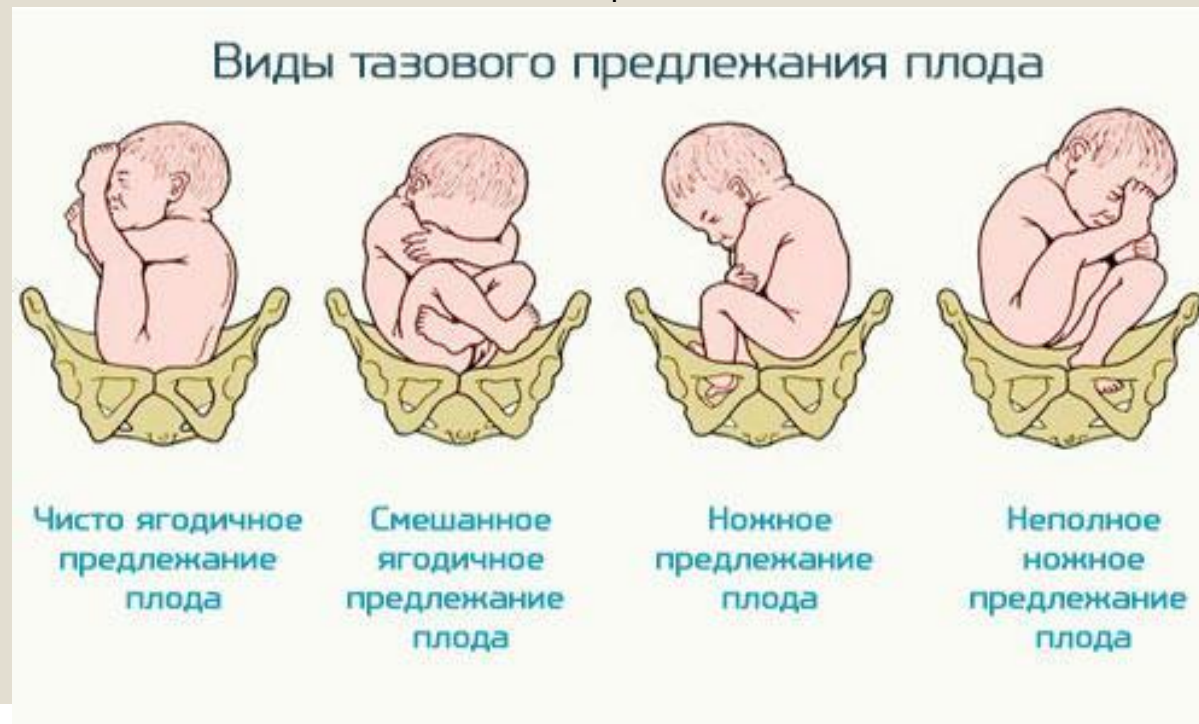 Виды тазового предлежания плода
Чисто ягодичное
предлежание
плода
Смешанное
ягодичное
предлежание
плода
Ножное
предлежание
плода
Неполное
ножное
предлежание
плода